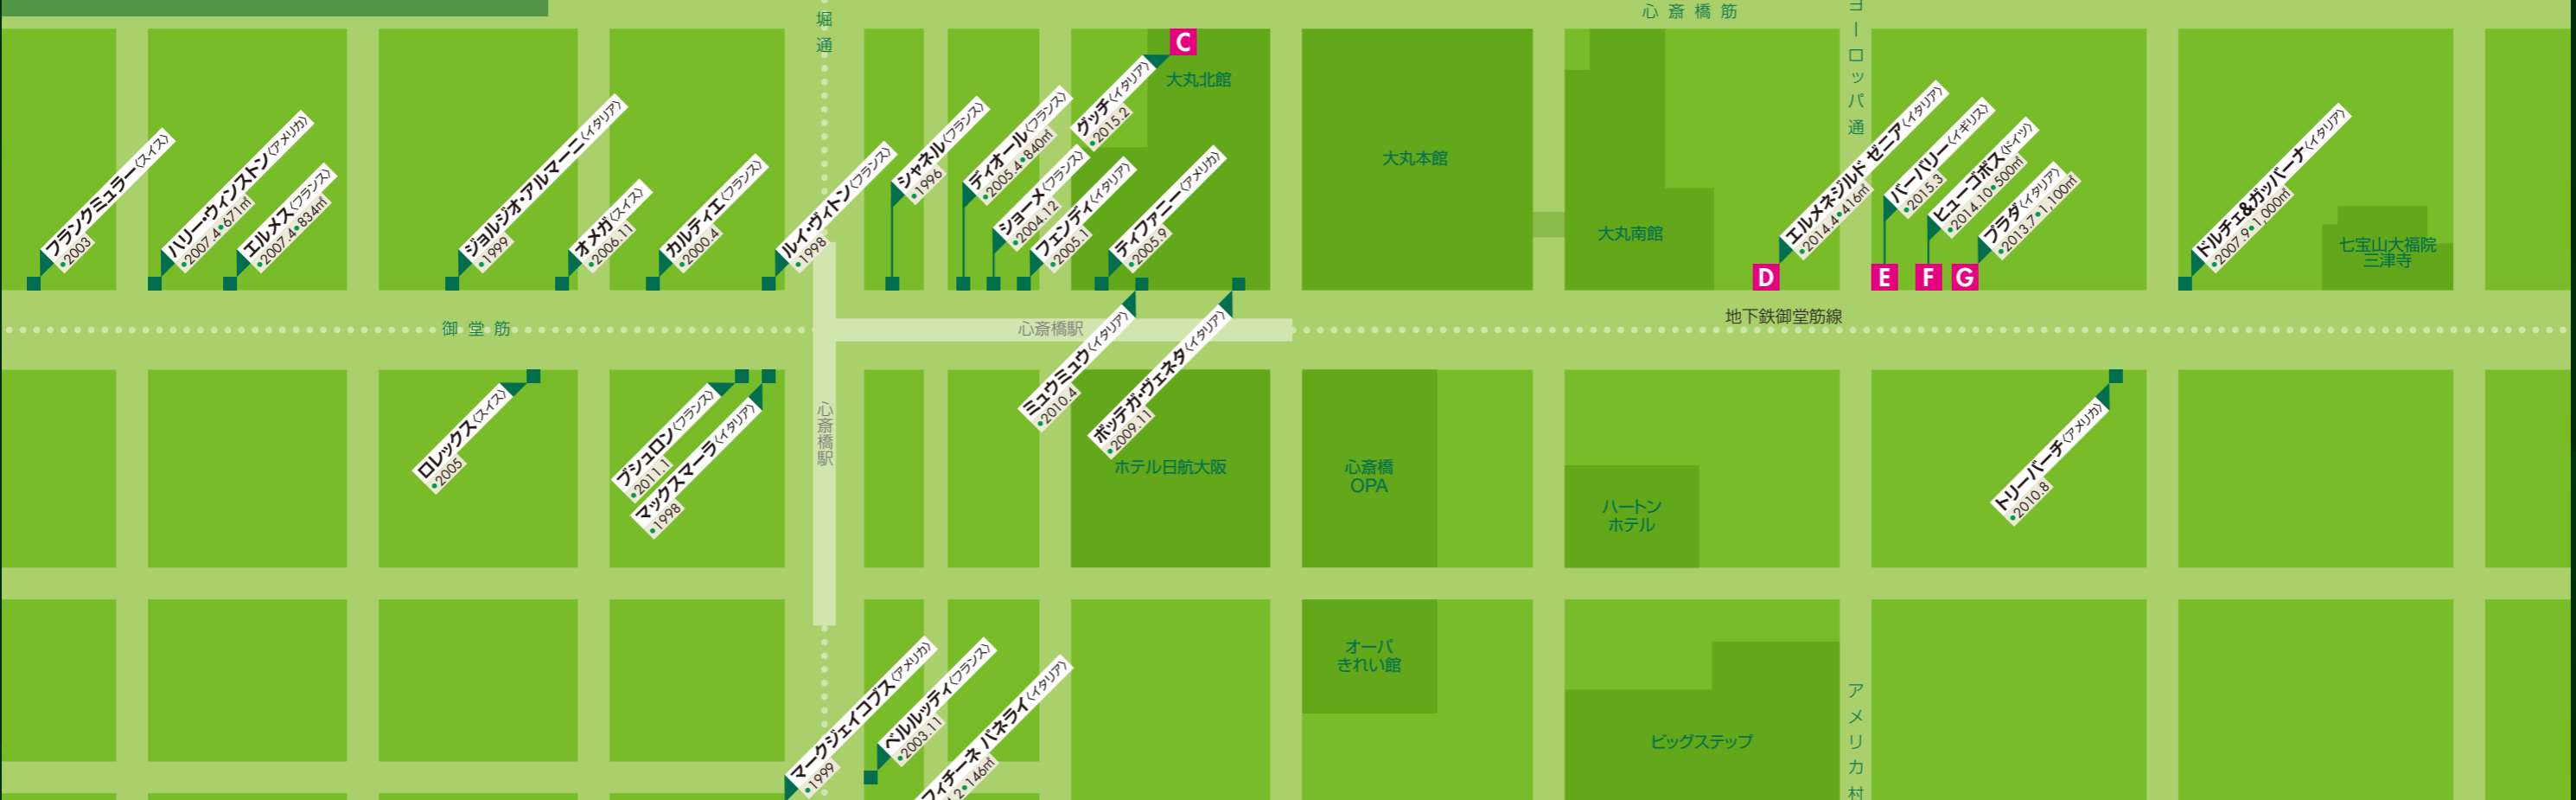 心斎橋筋
堀通
ヨーロッパ通
C
大丸北館
大丸本館
大丸南館
七宝山大福院
三津寺
フランクミュラー〈スイス〉
●2003
ハリー・ウィンストン〈アメリカ〉
●2007.4●671㎡
エルメス〈フランス〉
●2007.4●834㎡
ジョルジオ・アルマーニ〈イタリア〉
●1999
オメガ〈スイス〉
●2006.11
カルティエ〈フランス〉
●2000.4
ルイ・ヴィトン〈フランス〉
●1998
シャネル〈フランス〉
●1996
ディオール〈フランス〉
●2005.4●840㎡
ショーメ〈フランス〉
●2004.12
フェンディ〈イタリア〉
●2005.1
グッチ〈イタリア〉
●2015.2
ティファニー〈アメリカ〉
●2005.9
エルメネジルド ゼニア〈イタリア〉
●2014.4●416㎡
バーバリー〈イギリス〉
●2015.3
ヒューゴボス〈ドイツ〉
●2014.10●500㎡
プラダ〈イタリア〉
●2013.7●1,100㎡
ドルチェ&ガッバーナ〈イタリア〉
●2007.9●1,000㎡
D
E
F
G
御堂筋
心斎橋駅
地下鉄御堂筋線
ミュウミュウ〈イタリア〉
●2010.4
ボッテガ・ヴェネタ〈イタリア〉
●2009.11
ロレックス〈スイス〉
●2005
ブシュロン〈フランス〉
●2011.1
マックスマーラ〈イタリア〉
●1998
心斎橋駅
ホテル日航大阪
心斎橋
OPA
ハートン
ホテル
トリーバーチ〈アメリカ〉
●2010.8
オーパ
きれい館
ビッグステップ
アメリカ村
マークジェイコブス〈アメリカ〉
●1999
ベルルッティ〈フランス〉
●2003.11
フィチーネ パネライ〈イタリア〉
.2●146㎡